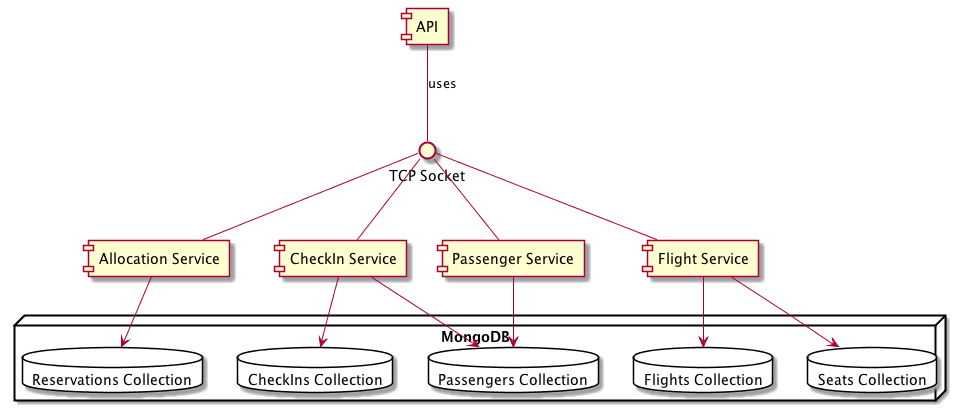 API
uses
TCP Socket
Allocation Service
CheckIn Service
Passenger Service
Flight Service
MongoDB
Reservations Collection
CheckIns Collection
Passengers Collection
Flights Collection
Seats Collection